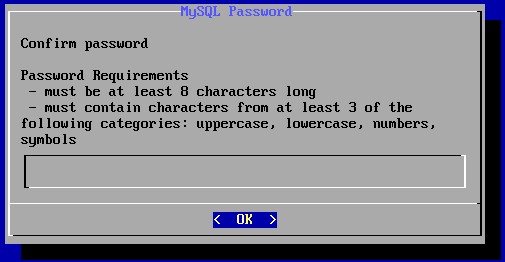 MySQL Password
Confirm password
Password Requirements
- must be at least 8 characters long
- must contain characters from at least 3 of the
following categories: uppercase, lowercase, numbers,
symbols
< OK >